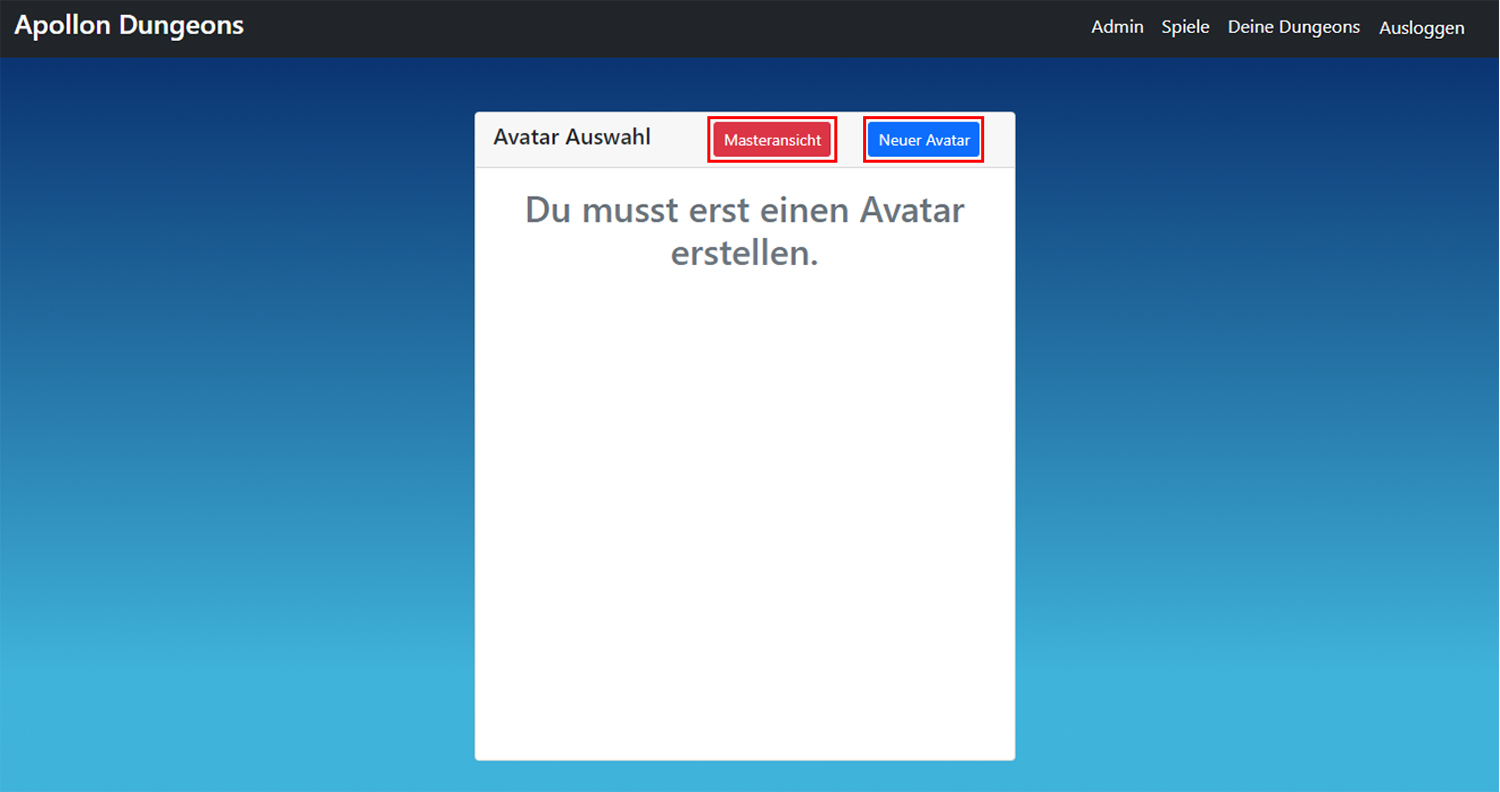 Apollon Dungeons
Admin Spiele Deine Dungeons Ausloggen
Avatar Auswahl
Masteransicht
Neuer Avatar
Du musst erst einen Avatar
erstellen.